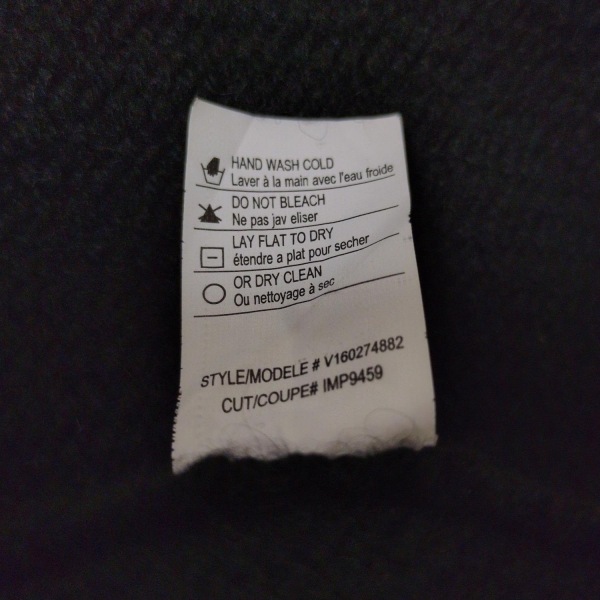 HAND WASH COLD
Laver à la main avec l'eau froide
DO NOT BLEACH
Ne pas jav eliser
LAY FLAT TO DRY
étendre a plat pour secher
OR DRY CLEAN
Ou nettoyage à sec
STYLE/MODELE # V160274882
CUT/COUPE# IMP9459